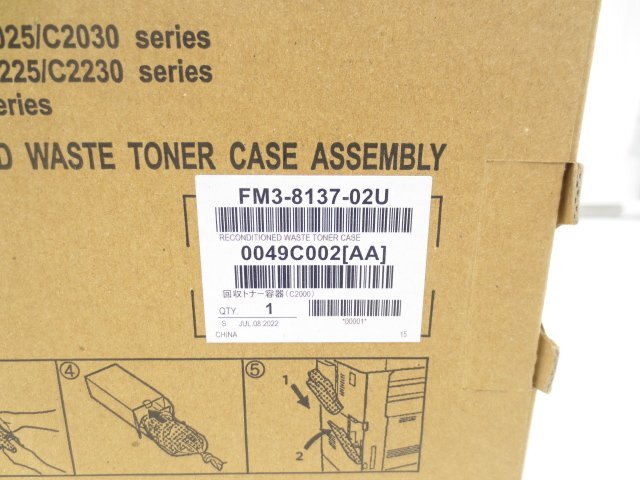 025/C2030 series
225/C2230 series
eries
D WASTE TONER CASE ASSEMBLY
FM3-8137-02U
RECONDITIONED WASTE TONER CASE
0049C002[AA]
回収トナー容器(C2000)
QTY. 1
*00001*
S JUL.08.2022
CHINA 15
④ ⑤
1
2